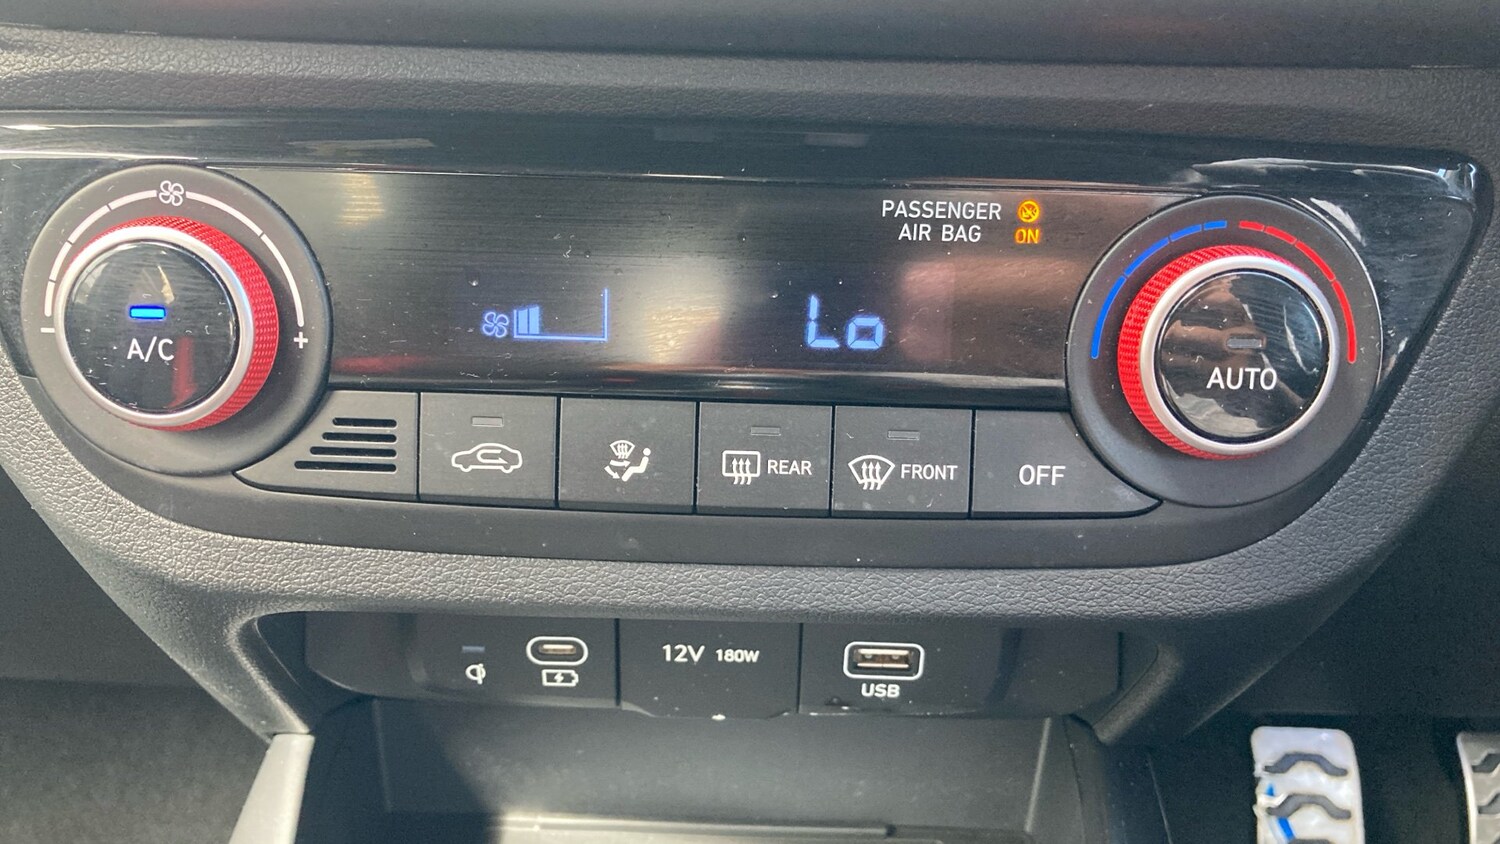 PASSENGER
AIR BAG ON
Lo
A/C
AUTO
REAR
FRONT
OFF
12V 180W
USB